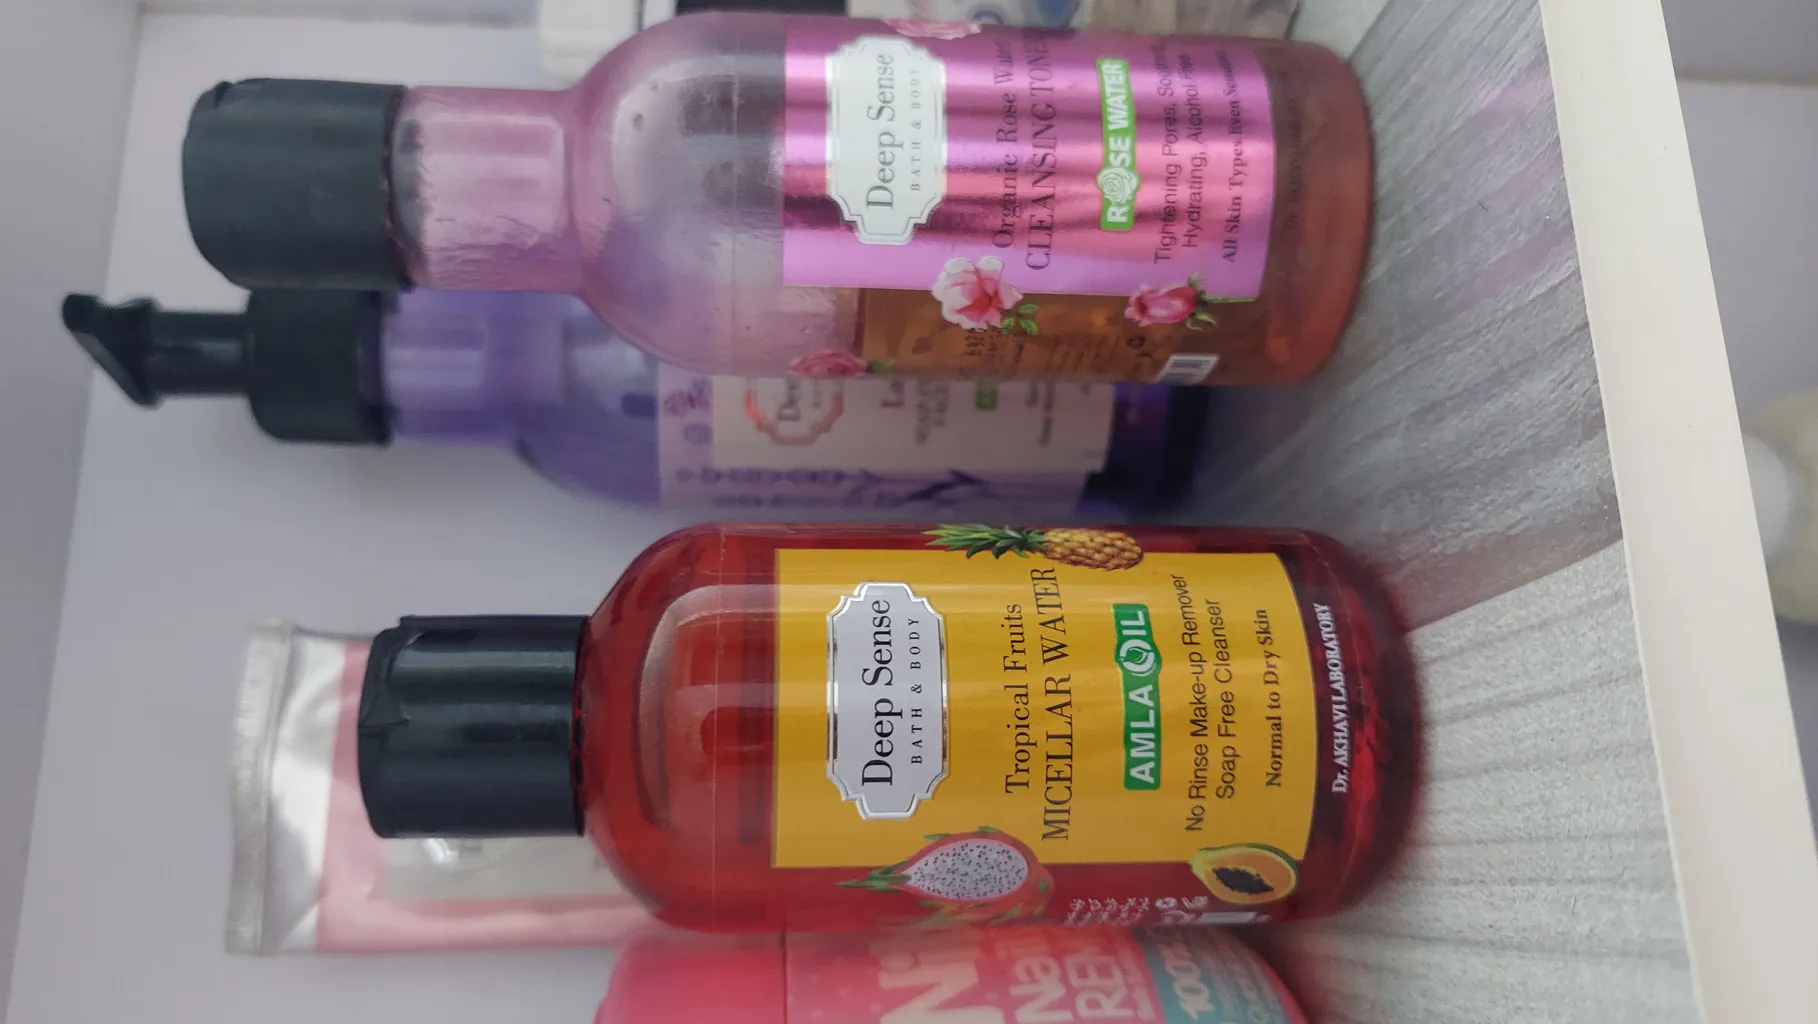 Deep Sense
BATH & BODY
Tropical Fruits
MICELLAR WATER
AMLA OIL
No Rinse Make-up Remover
Soap Free Cleanser
Normal to Dry Skin
Dr. AKHAVI LABORATORY
Deep Sense
BATH & BODY
Organic Rose Water
CLEANSING TONER
ROSE WATER
Tightening Pores, Soothing
Hydrating, Alcohol Free
All Skin Types Even Sensitive
Deep
100%